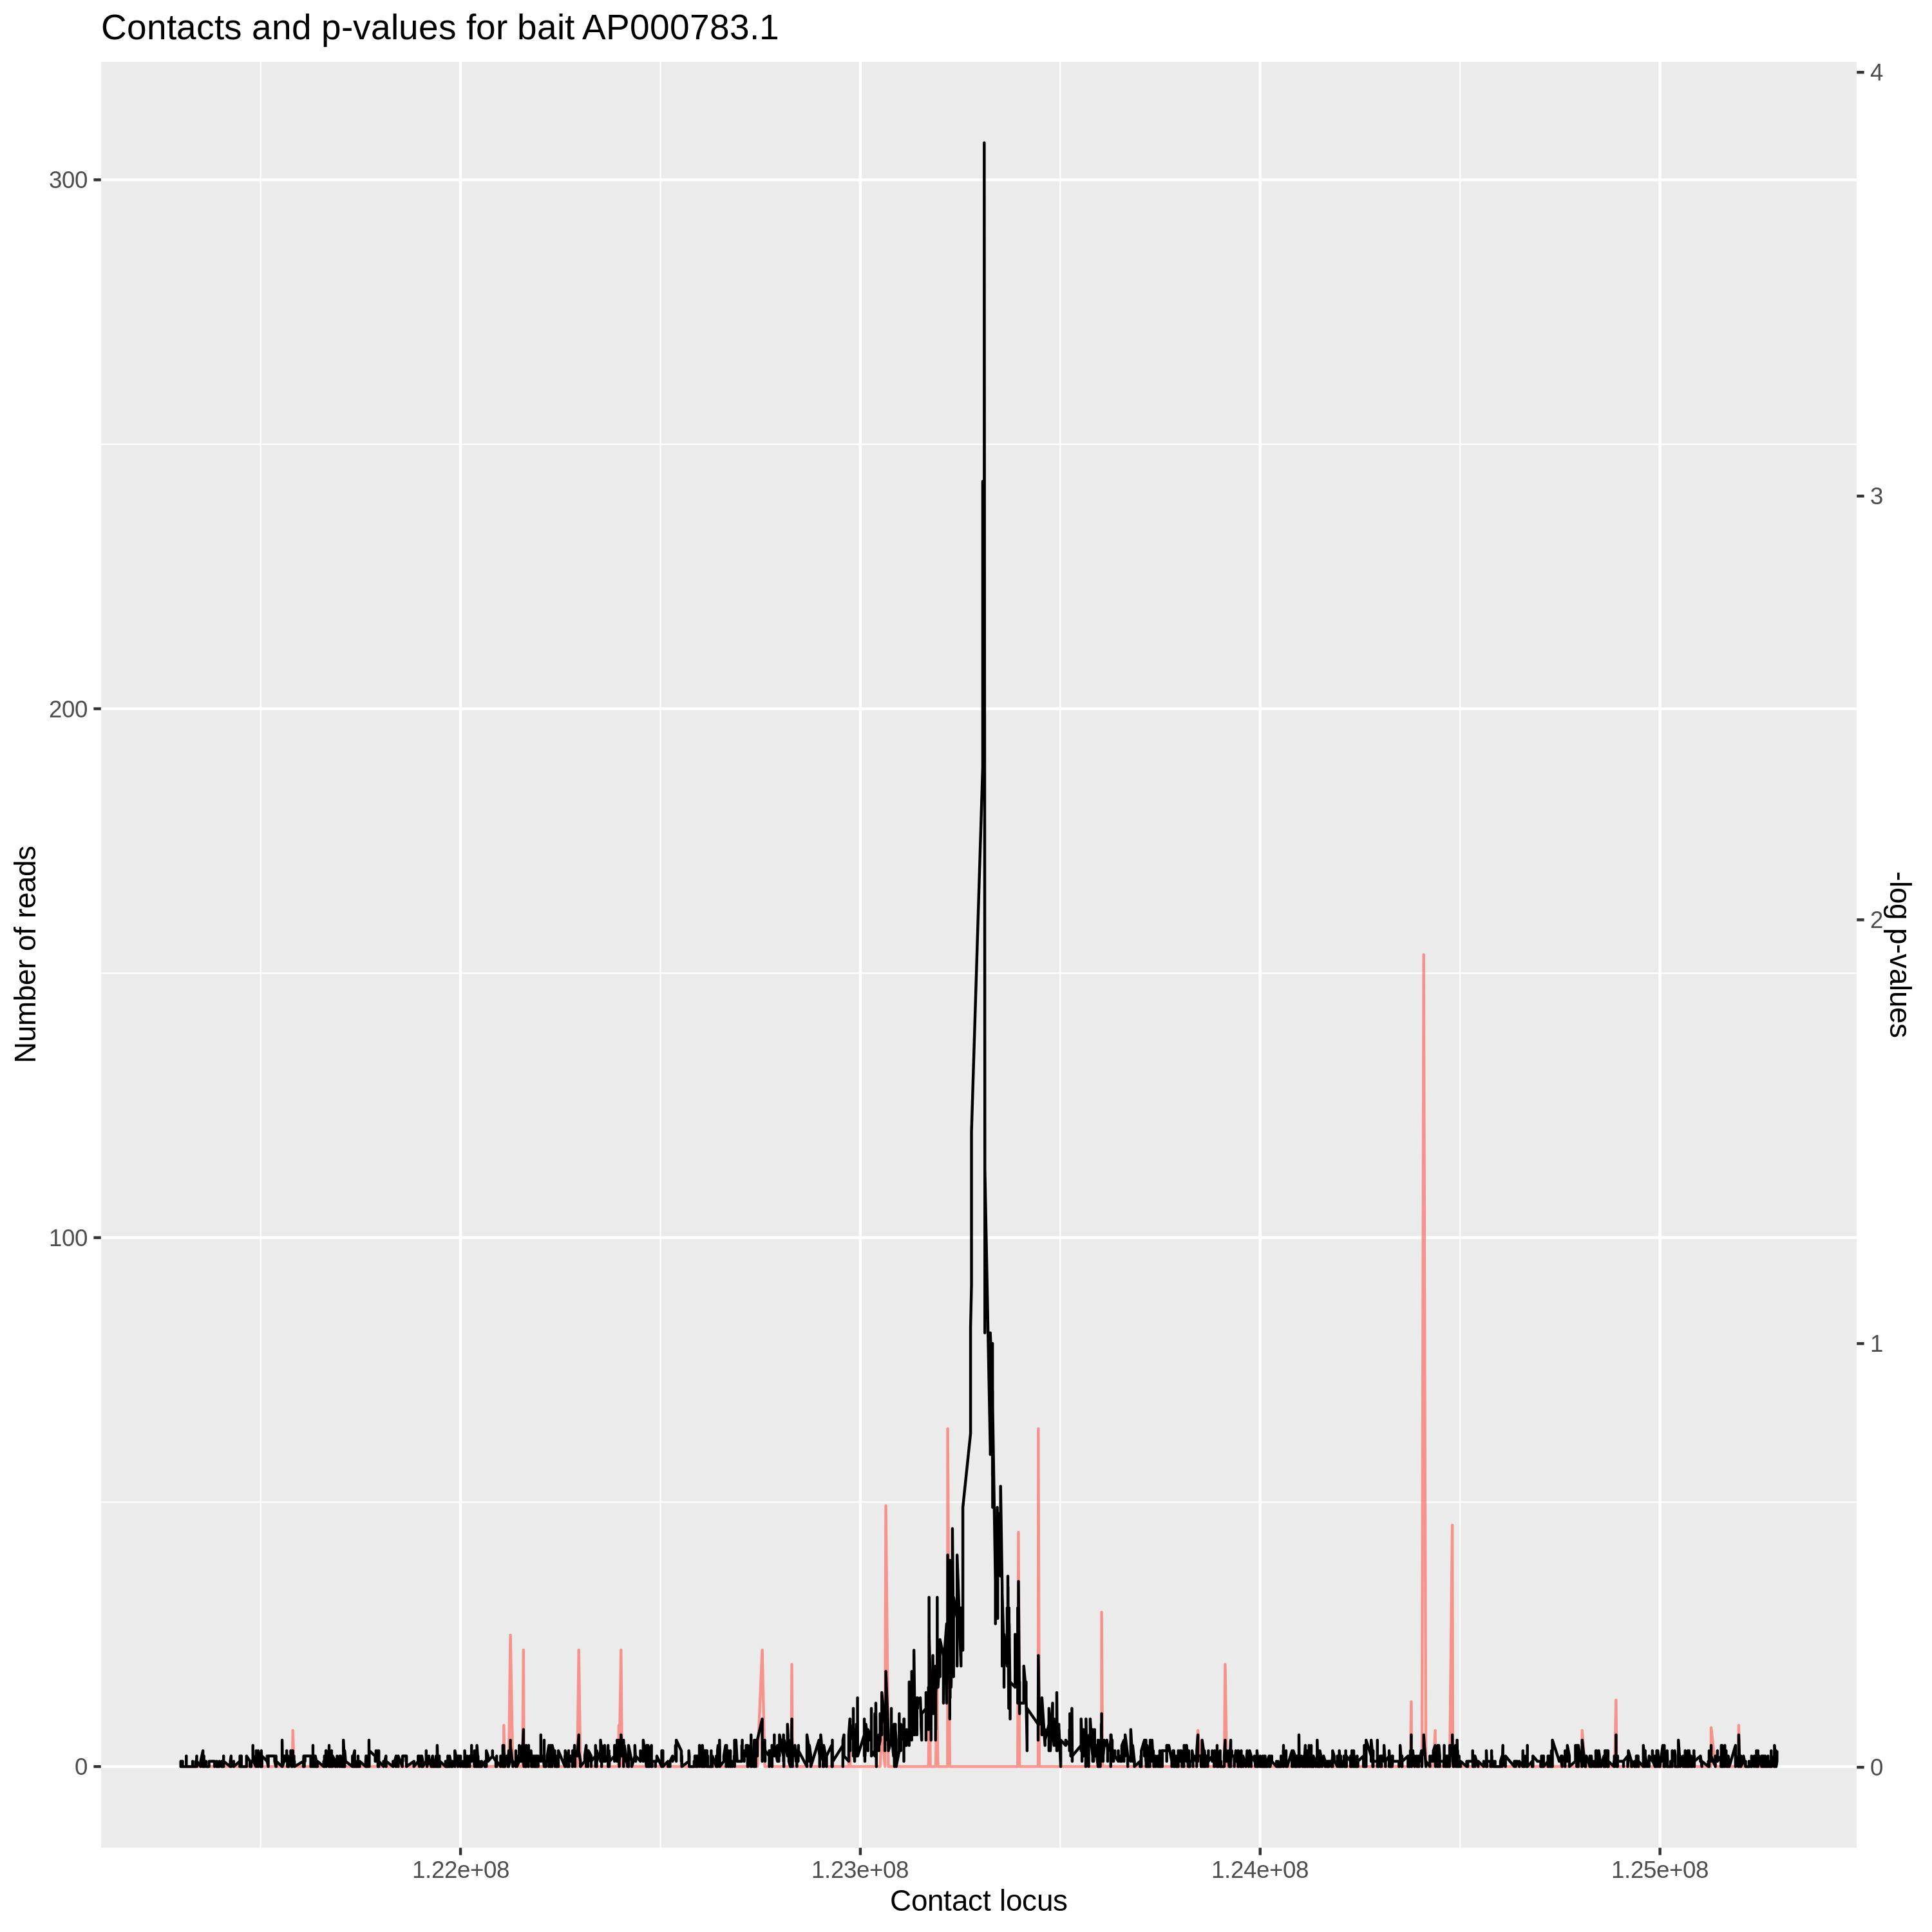 Contacts and p-values for bait AP000783.1
300
200
100
0
Number of reads
4
3
2
1
0
-log p-values
1.22e+08
1.23e+08
1.24e+08
1.25e+08
Contact locus